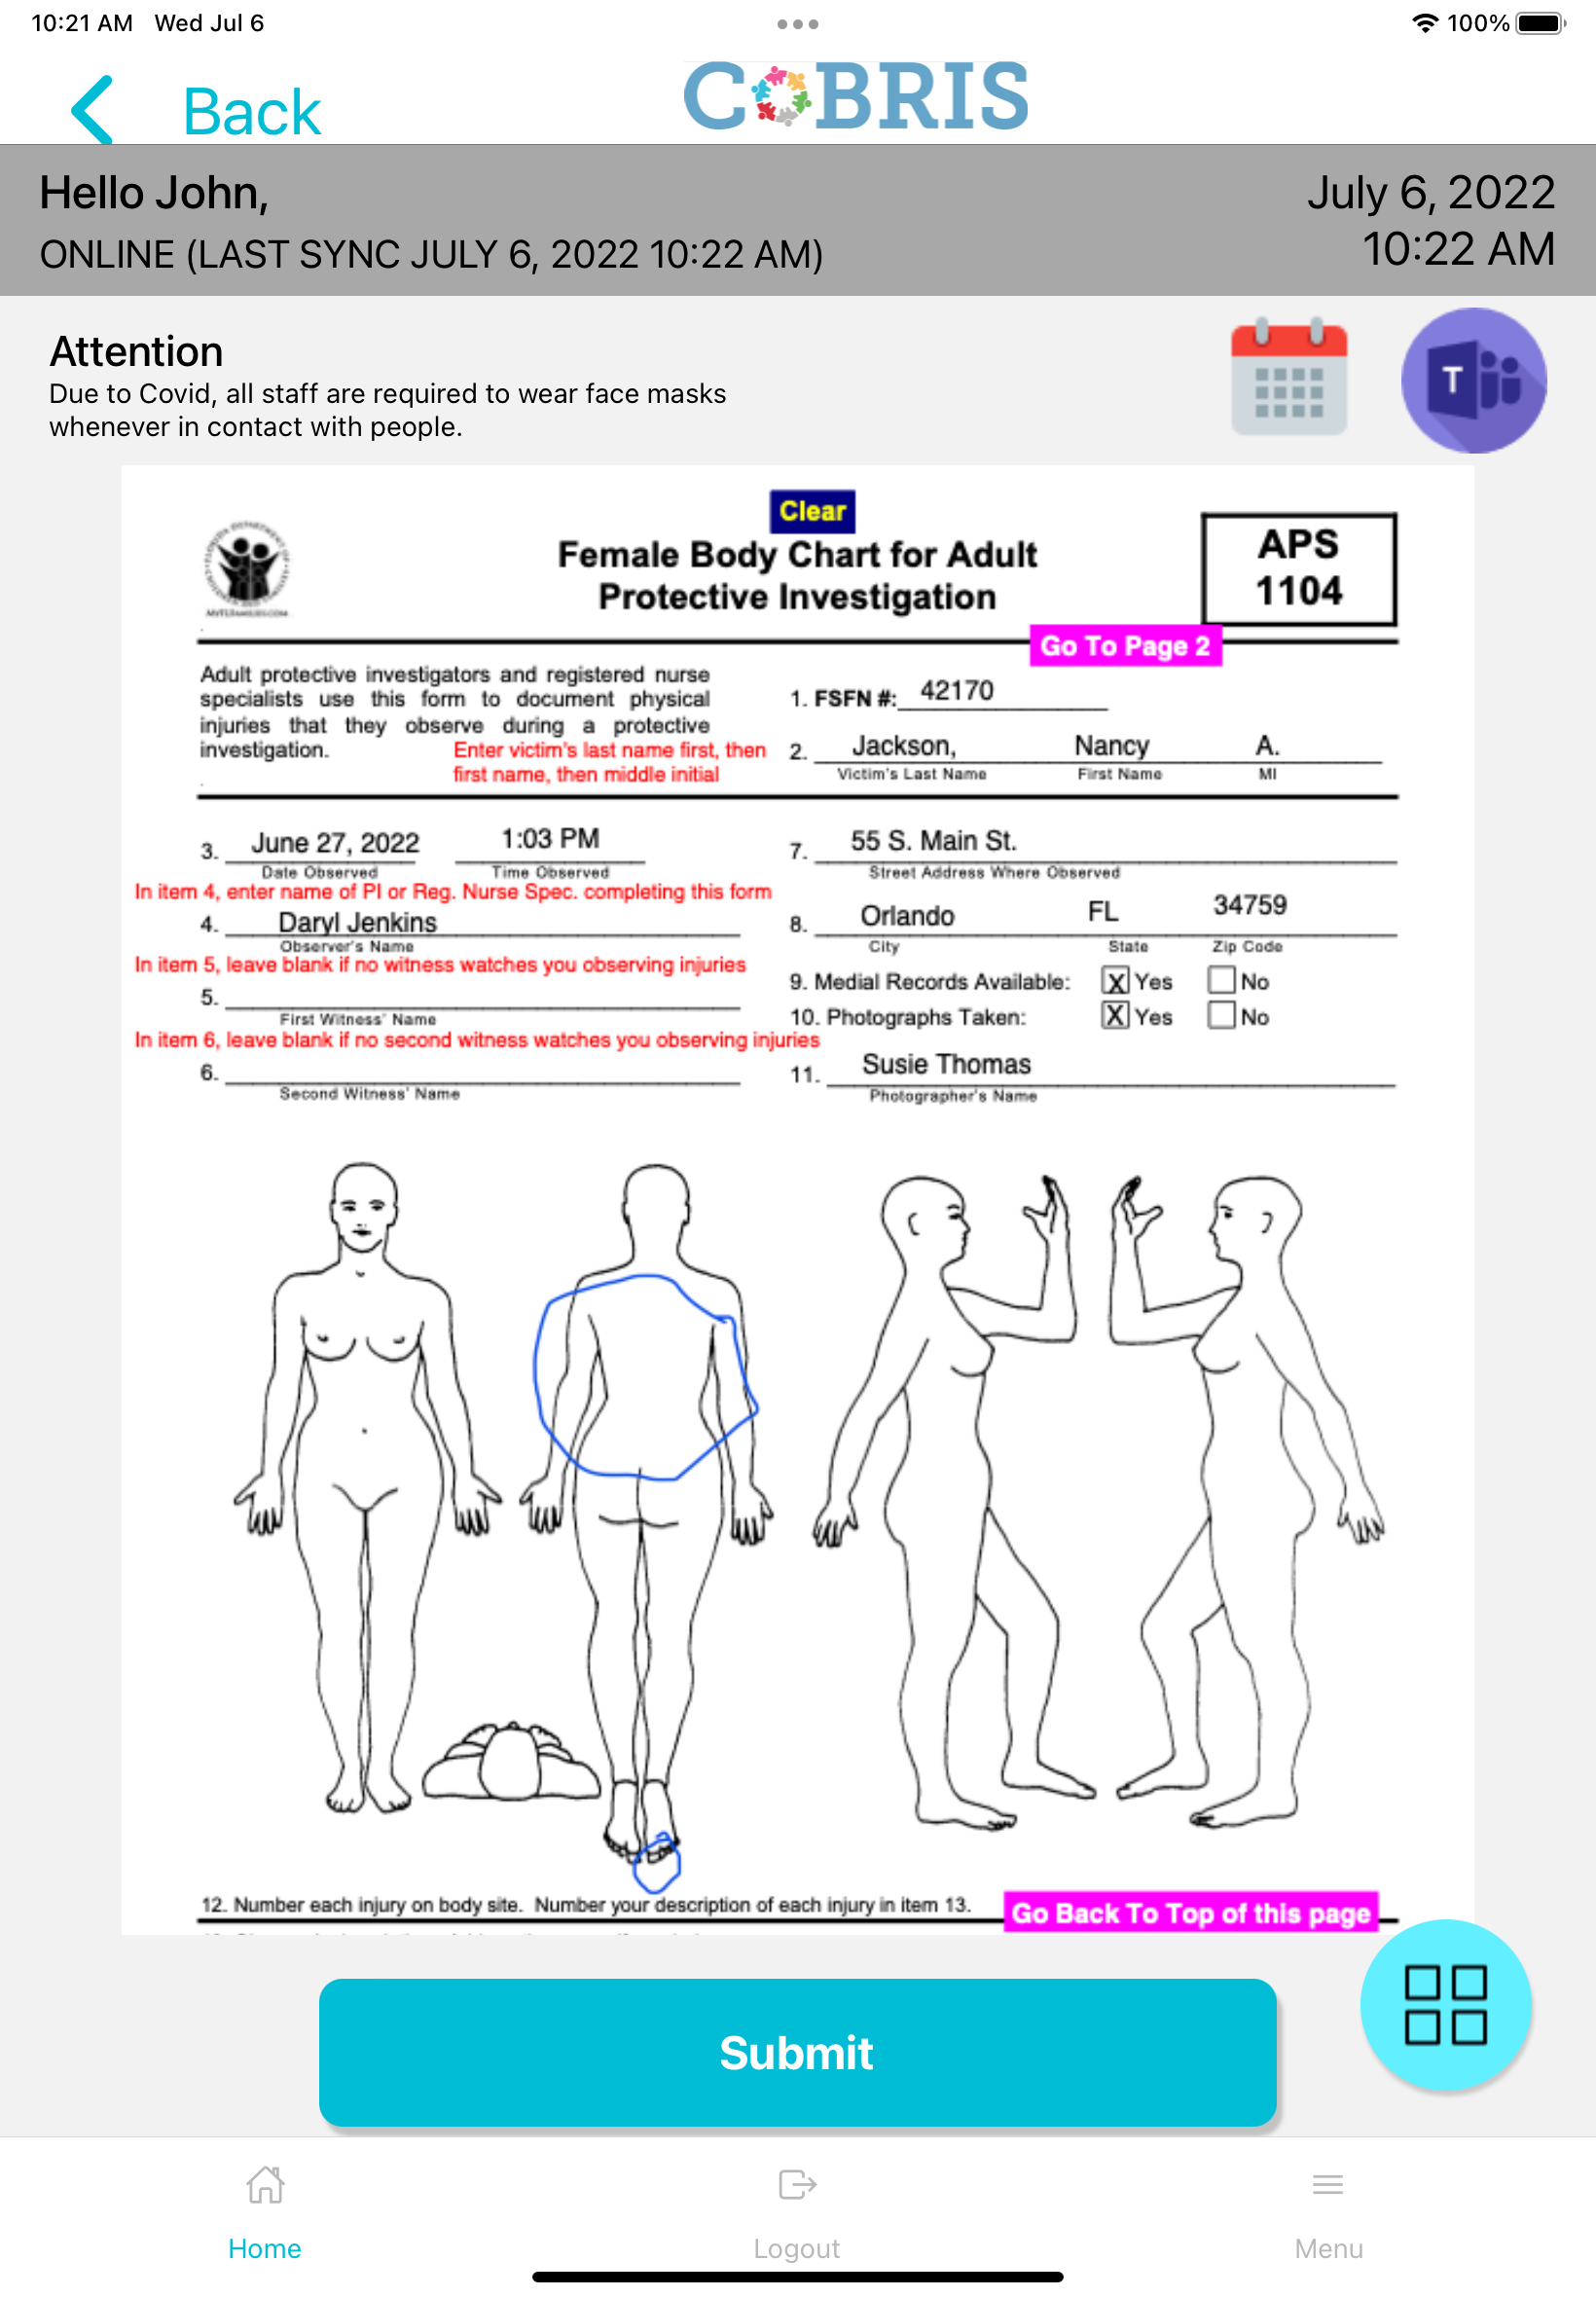 10:21 AM Wed Jul 6
100%
Back
COBRIS
Hello John,
July 6, 2022
ONLINE (LAST SYNC JULY 6, 2022 10:22 AM)
10:22 AM
Attention
Due to Covid, all staff are required to wear face masks
whenever in contact with people.
T
Clear
Female Body Chart for Adult
Protective Investigation
APS
1104
MYFLFAMILIES.COM
Go To Page 2
Adult protective investigators and registered nurse
specialists use this form to document physical
injuries that they observe during a protective
investigation.
Enter victim's last name first, then
first name, then middle initial
1. FSFN #: 42170
2. Jackson, Nancy A.
Victim's Last Name First Name MI
3. June 27, 2022 1:03 PM
Date Observed Time Observed
In item 4, enter name of PI or Reg. Nurse Spec. completing this form
4. Daryl Jenkins
Observer's Name
In item 5, leave blank if no witness watches you observing injuries
5.
First Witness' Name
In item 6, leave blank if no second witness watches you observing injuries
6.
Second Witness' Name
7. 55 S. Main St.
Street Address Where Observed
8. Orlando FL 34759
City State Zip Code
9. Medial Records Available: X Yes No
10. Photographs Taken: X Yes No
11. Susie Thomas
Photographer's Name
12. Number each injury on body site. Number your description of each injury in item 13.
Go Back To Top of this page
Submit
Home
Logout
Menu